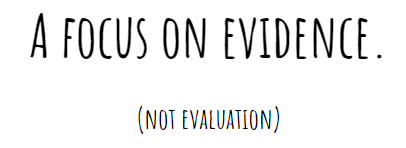 A FOCUS ON EVIDENCE.
(NOT EVALUATION)